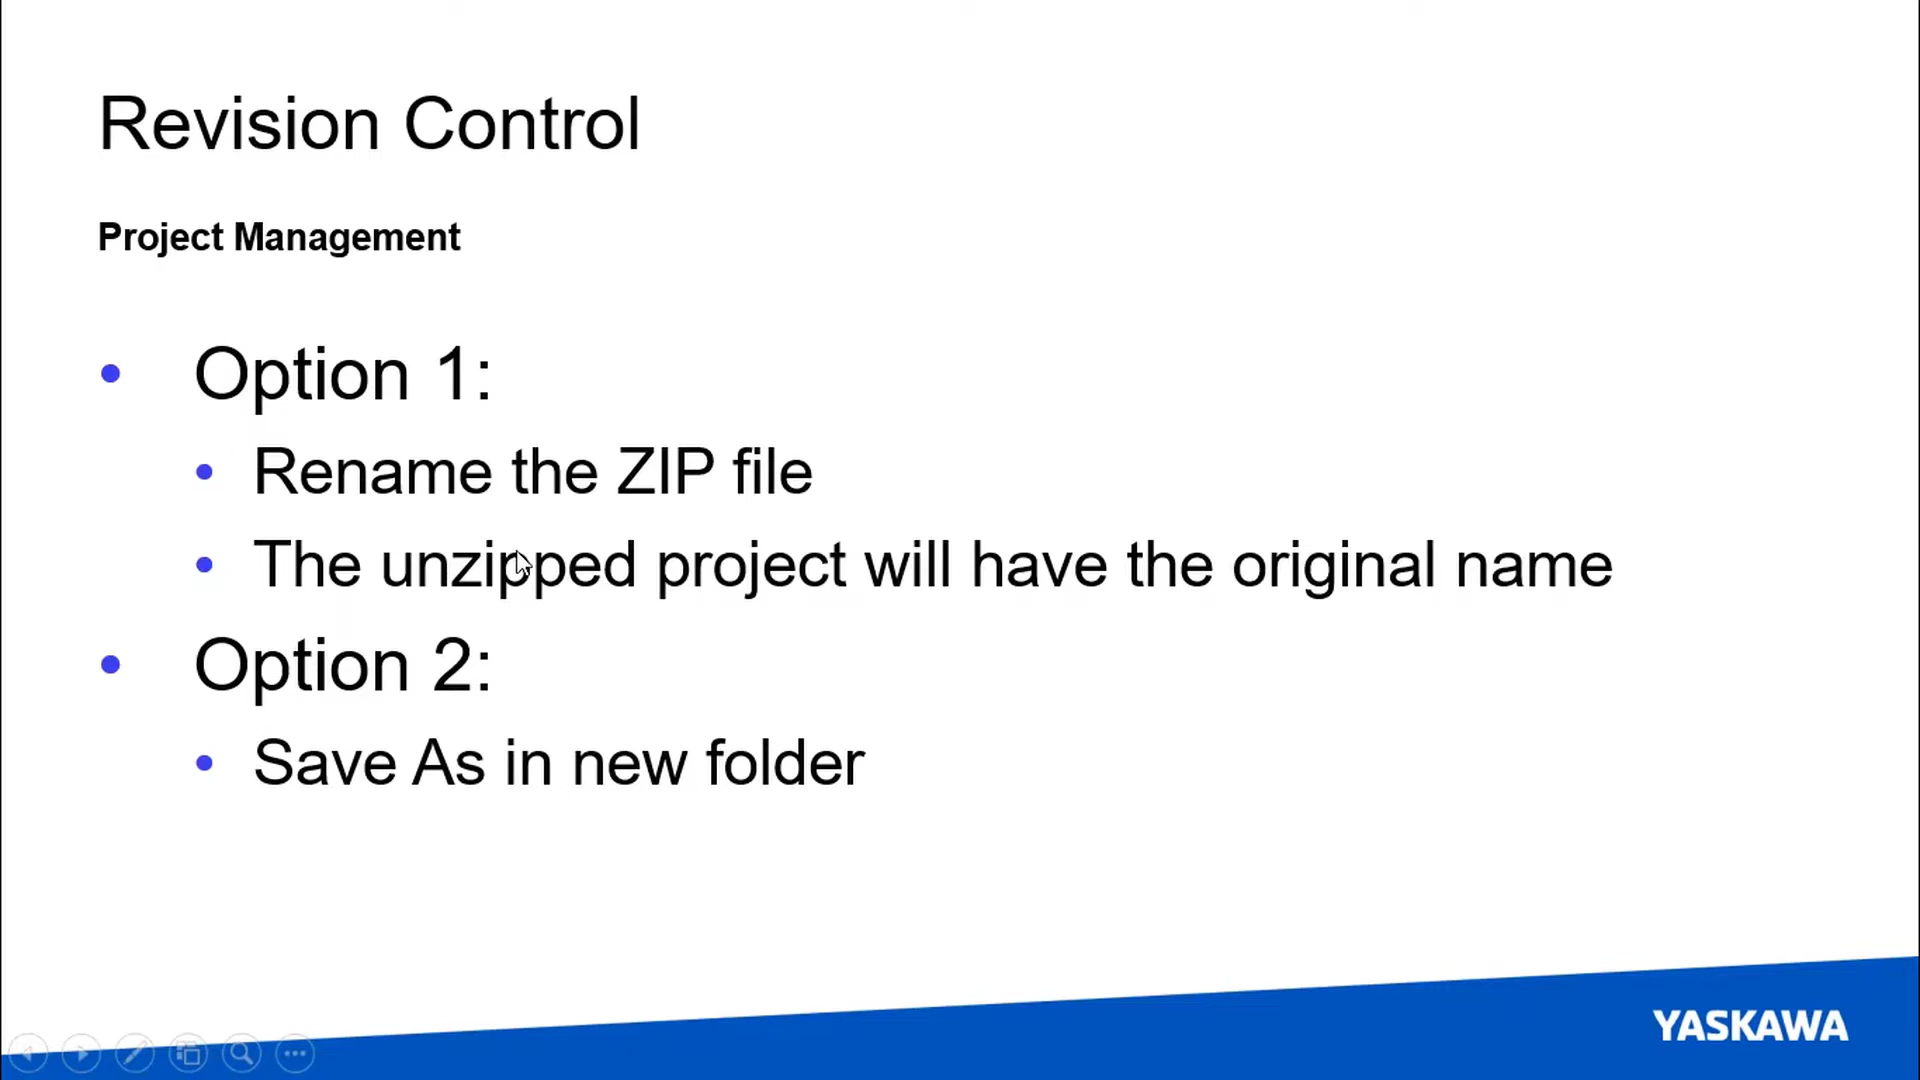 Revision Control
Project Management
• Option 1:
• Rename the ZIP file
• The unzipped project will have the original name
• Option 2:
• Save As in new folder
YASKAWA